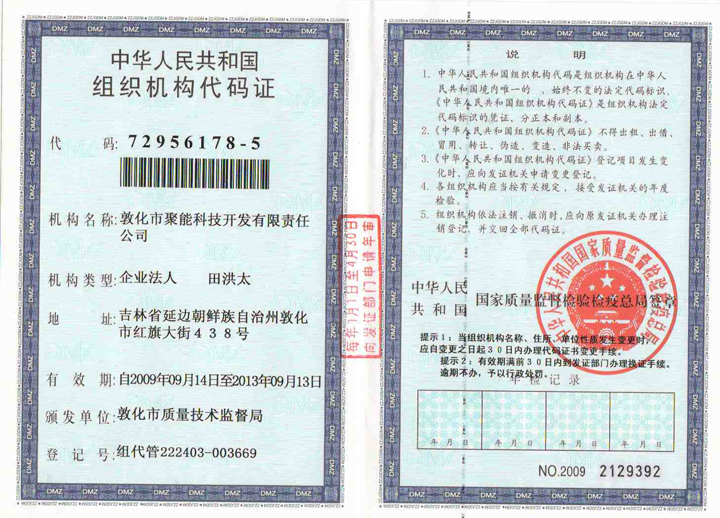 中华人民共和国
组织机构代码证
代 码: 72956178-5
机构名称: 敦化市聚能科技开发有限责任
公司
机构类型: 企业法人 田洪太
地 址: 吉林省延边朝鲜族自治州敦化
市红旗大街438号
有 效 期: 自2009年09月14日至2013年09月13日
颁发单位: 敦化市质量技术监督局
登 记 号: 组代管222403-003669
每年1月1日至4月30日
向发证部门申请年审
说 明
1. 中华人民共和国组织机构代码是组织机构在中华人
民共和国境内唯一的、始终不变的法定代码标识,
《中华人民共和国组织机构代码证》是组织机构法定
代码标识的凭证, 分正本和副本。
2. 《中华人民共和国组织机构代码证》不得出租、出借、
冒用、转让、伪造、变造、非法买卖。
3. 《中华人民共和国组织机构代码证》登记项目发生变
化时, 应向发证机关申请变更登记。
4. 各组织机构应当按有关规定, 接受发证机关的年度
检验。
5. 组织机构依法注销、撤消时, 应向原发证机关办理注
销登记, 并交回全部代码证。
中华人民
共和国 国家质量监督检验检疫总局签章
中华人民共和国国家质量监督检验检疫总局
提示1: 当组织机构名称、住所、单位性质发生变更时,
应自变更之日起30日内办理代码证书变更手续。
提示2: 有效期满前30日内到发证部门办理换证手续。
逾期不办, 予以行政处罚。
年检记录
年 月 日 年 月 日 年 月 日 年 月 日
NO.2009 2129392